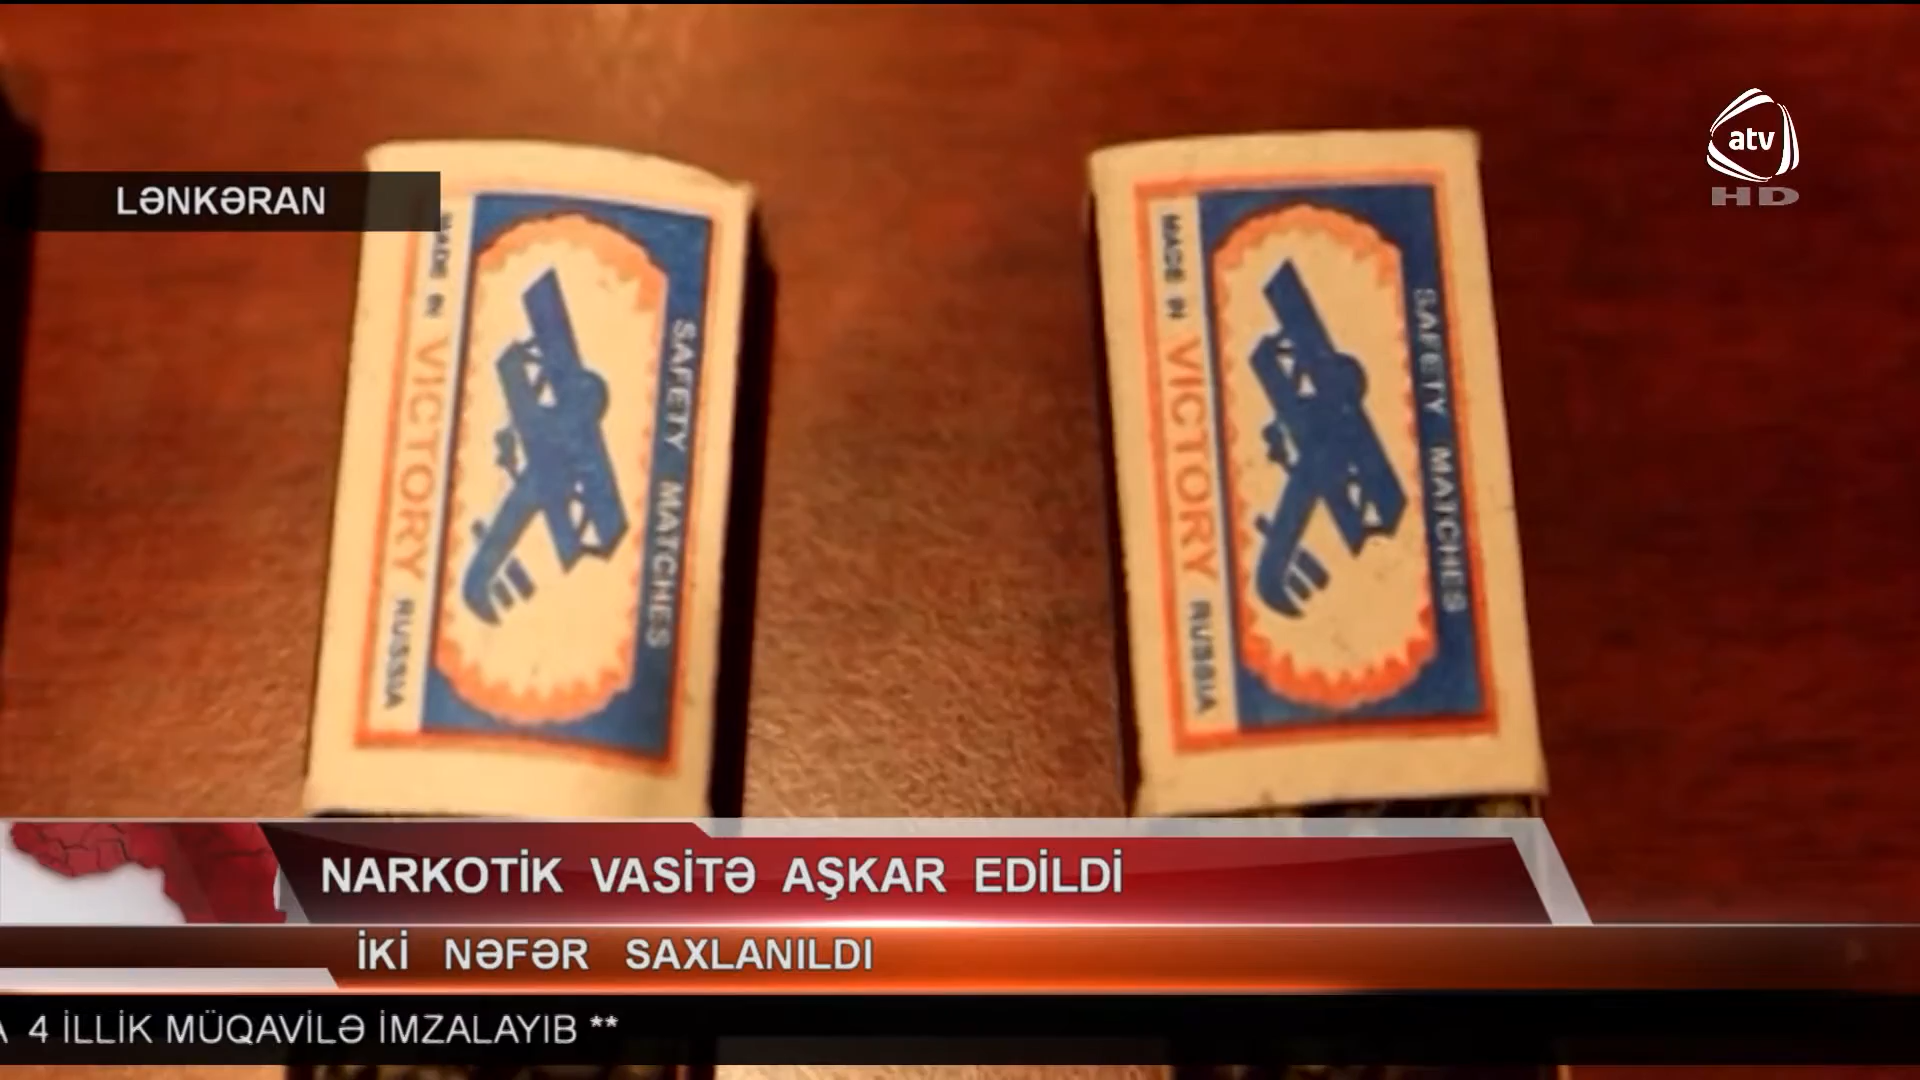 LƏNKƏRAN
atv
HD
MADE IN VICTORY RUSSIA
SAFETY MATCHES
MADE IN VICTORY RUSSIA
SAFETY MATCHES
NARKOTİK VASİTƏ AŞKAR EDİLDİ
İKİ NƏFƏR SAXLANILDI
4 İLLİK MÜQAVİLƏ İMZALAYIB **